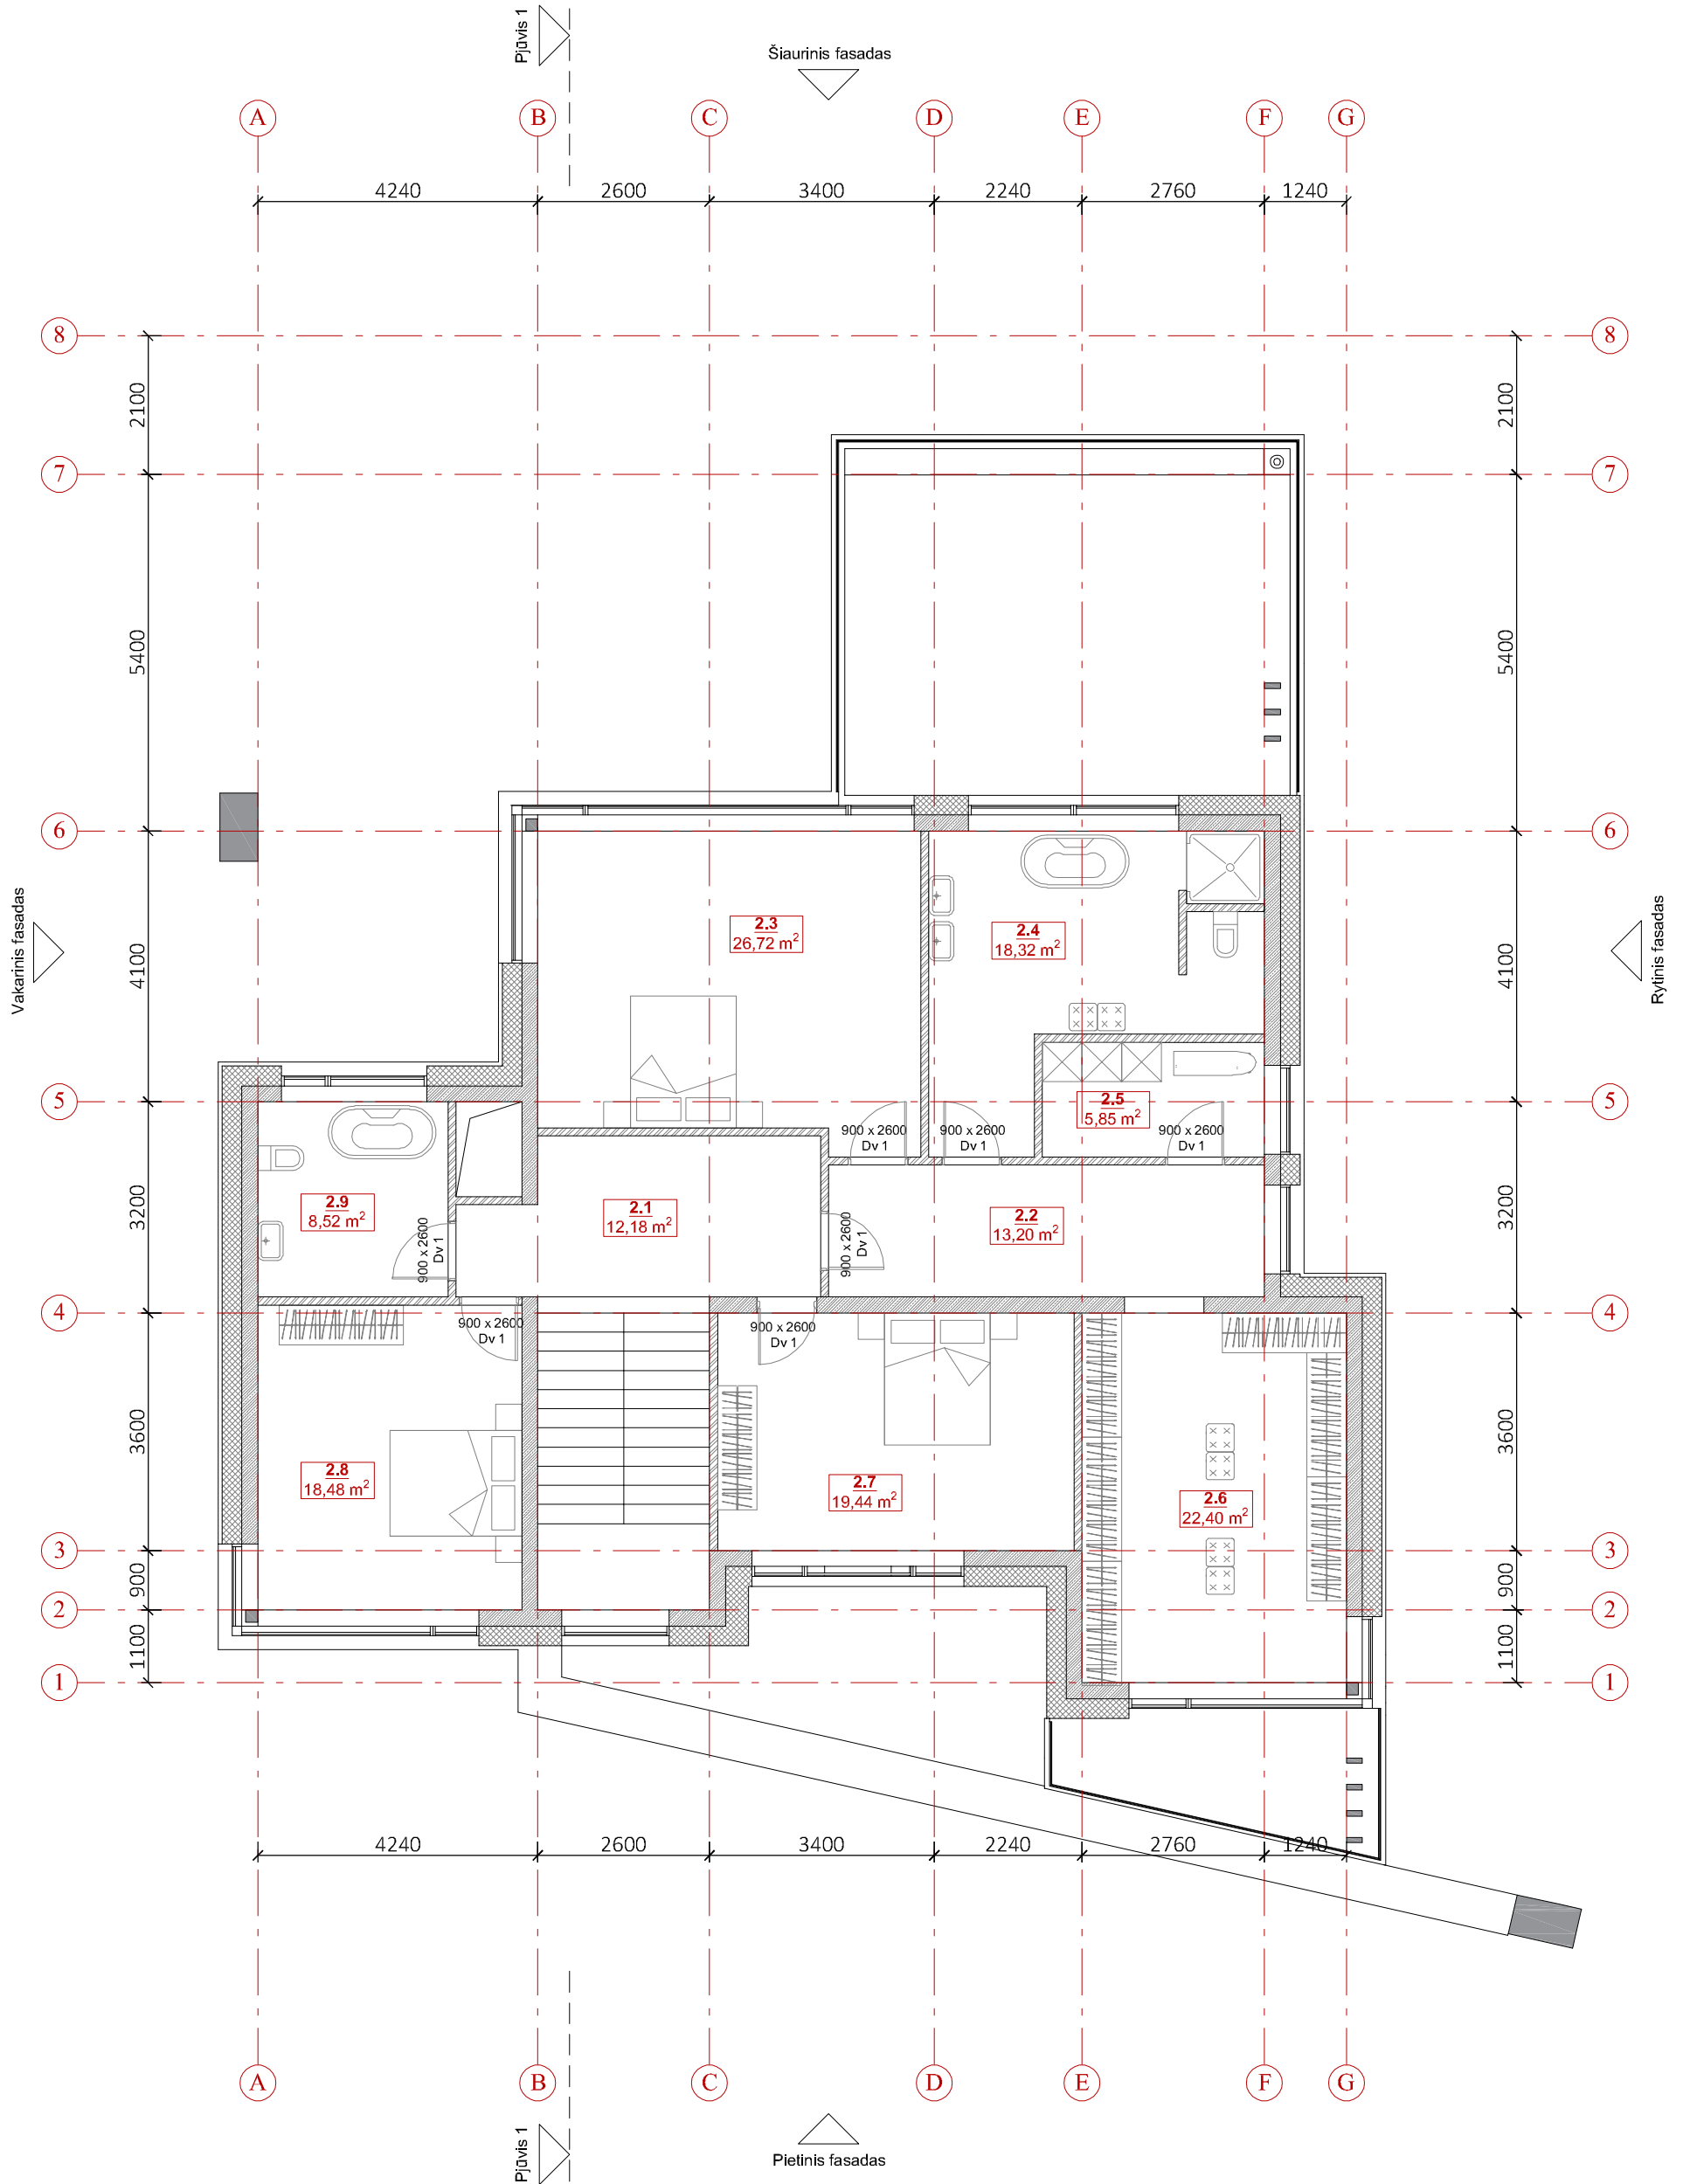 Pjūvis 1
Šiaurinis fasadas
A B C D E F G
4240 2600 3400 2240 2760 1240
8 8
2100 2100
7 7
5400 5400
6 6
Vakarinis fasadas
Rytinis fasadas
4100 4100
2.3
26,72 m²
2.4
18,32 m²
5 5
2.5
5,85 m²
900 x 2600
Dv 1
900 x 2600
Dv 1
900 x 2600
Dv 1
3200 3200
2.9
8,52 m²
900 x 2600
Dv 1
2.1
12,18 m²
900 x 2600
Dv 1
2.2
13,20 m²
4 4
900 x 2600
Dv 1
900 x 2600
Dv 1
3600 3600
2.8
18,48 m²
2.7
19,44 m²
2.6
22,40 m²
3 3
900 900
2 2
1100 1100
1 1
4240 2600 3400 2240 2760 1240
A B C D E F G
Pjūvis 1
Pietinis fasadas